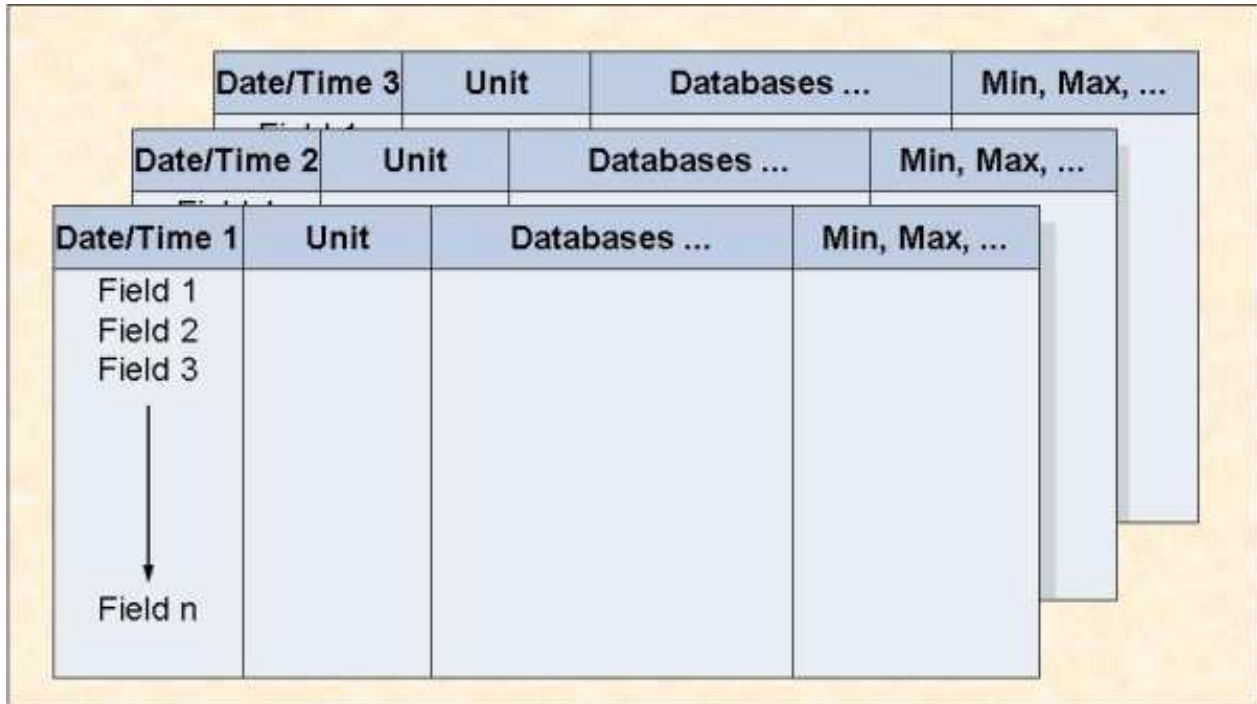 Date/Time 3 Unit Databases ... Min, Max, ...
Date/Time 2 Unit Databases ... Min, Max, ...
Date/Time 1 Unit Databases ... Min, Max, ...
Field 1
Field 2
Field 3
Field n